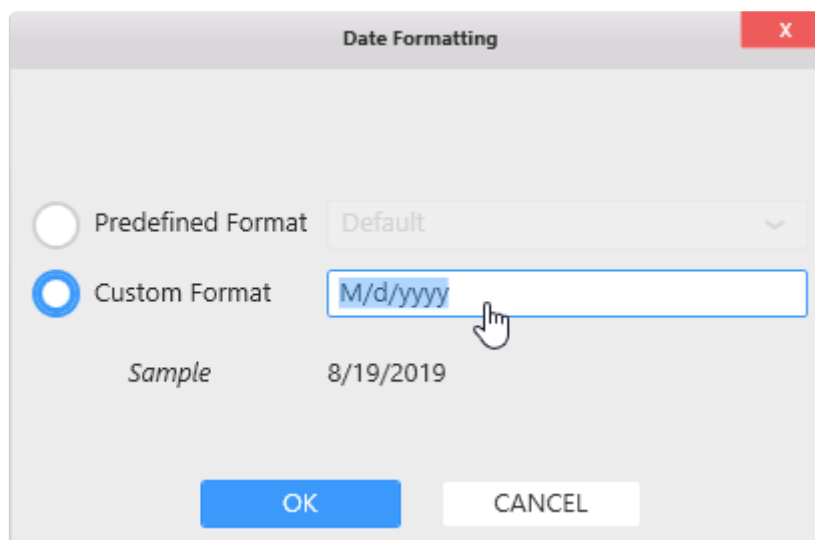 Date Formatting
X
Predefined Format Default
Custom Format M/d/yyyy
Sample 8/19/2019
OK CANCEL